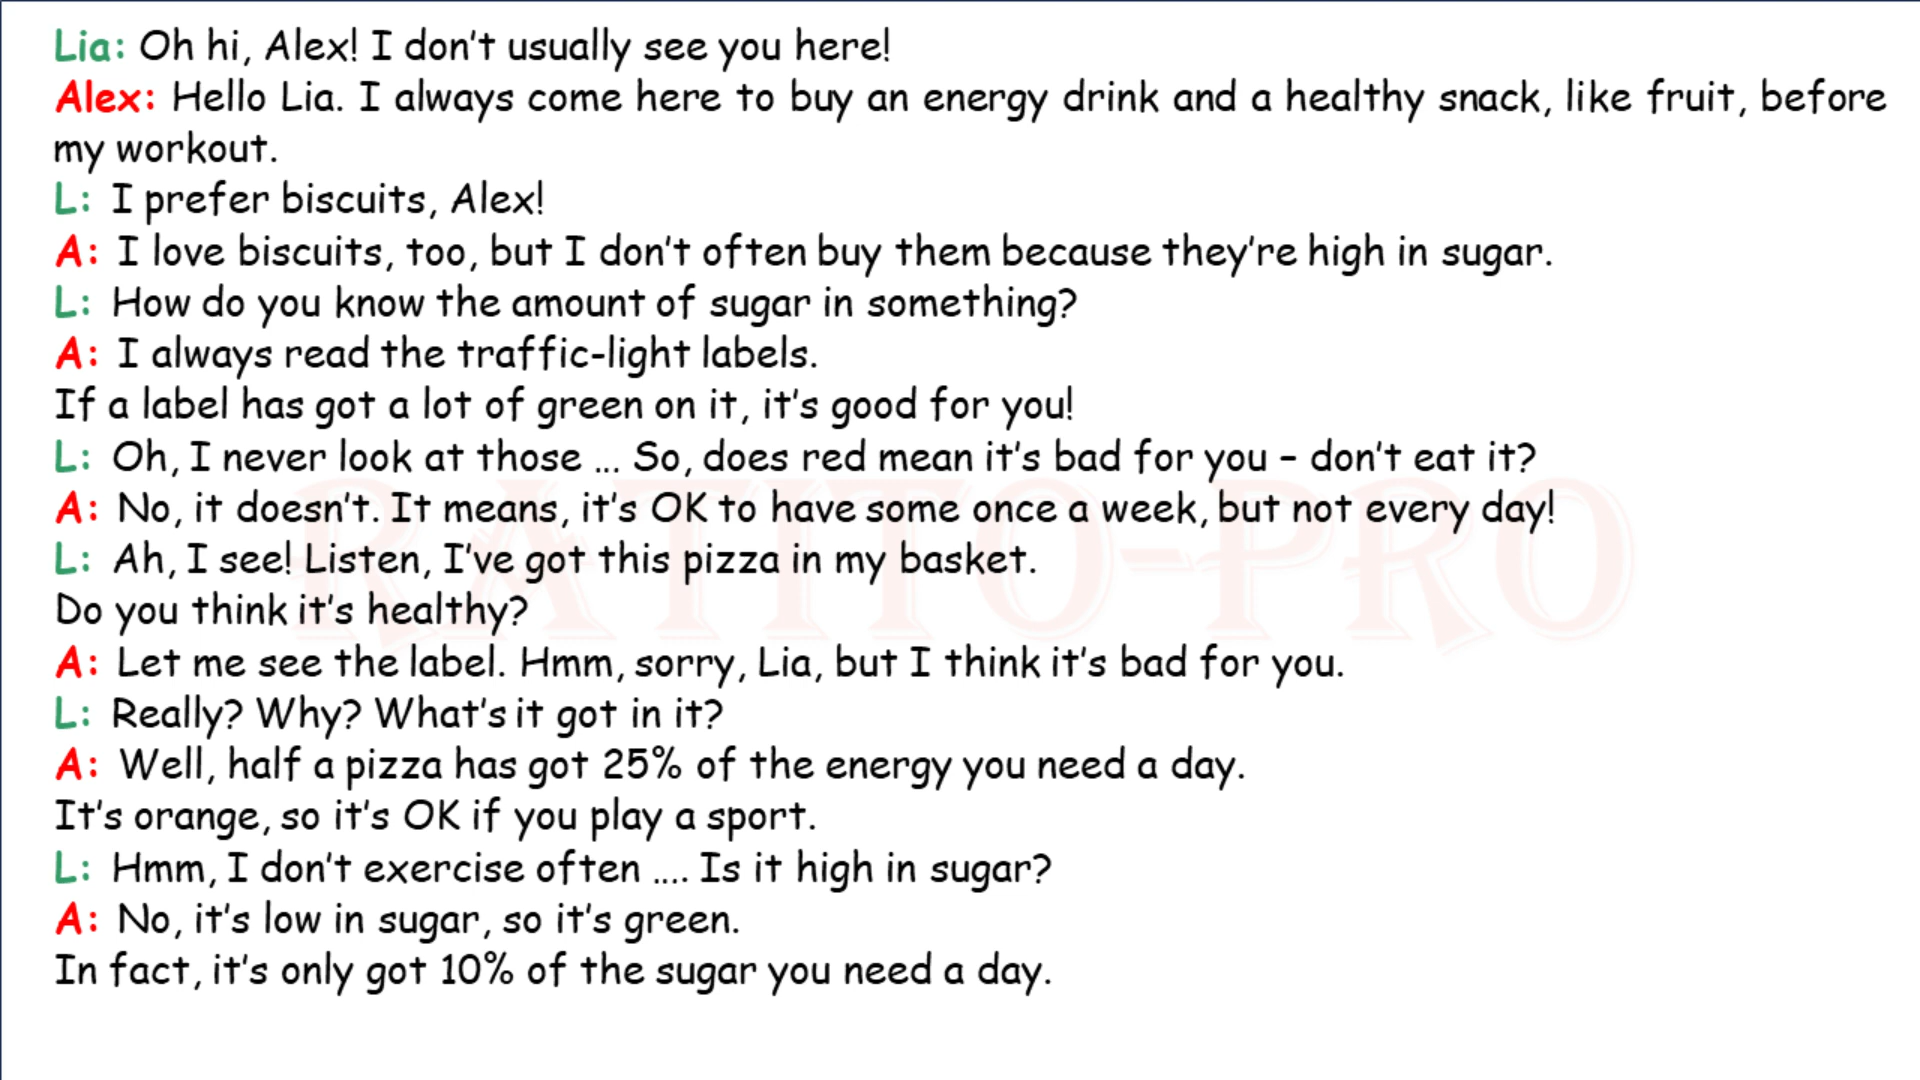 Lia: Oh hi, Alex! I don't usually see you here!
Alex: Hello Lia. I always come here to buy an energy drink and a healthy snack, like fruit, before
my workout.
L: I prefer biscuits, Alex!
A: I love biscuits, too, but I don't often buy them because they're high in sugar.
L: How do you know the amount of sugar in something?
A: I always read the traffic-light labels.
If a label has got a lot of green on it, it's good for you!
L: Oh, I never look at those ... So, does red mean it's bad for you – don't eat it?
A: No, it doesn't. It means, it's OK to have some once a week, but not every day!
L: Ah, I see! Listen, I've got this pizza in my basket.
RATITO-PRO
Do you think it's healthy?
A: Let me see the label. Hmm, sorry, Lia, but I think it's bad for you.
L: Really? Why? What's it got in it?
A: Well, half a pizza has got 25% of the energy you need a day.
It's orange, so it's OK if you play a sport.
L: Hmm, I don't exercise often .... Is it high in sugar?
A: No, it's low in sugar, so it's green.
In fact, it's only got 10% of the sugar you need a day.